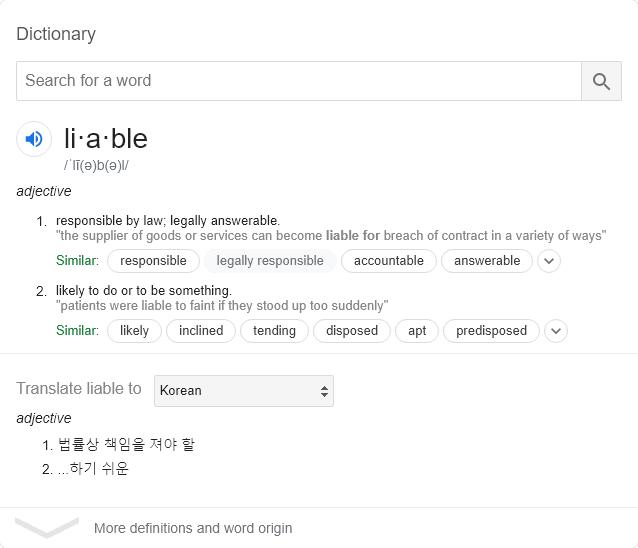 Dictionary
Search for a word
li·a·ble
/ˈlī(ə)b(ə)l/
adjective
1. responsible by law; legally answerable.
"the supplier of goods or services can become liable for breach of contract in a variety of ways"
Similar: responsible legally responsible accountable answerable
2. likely to do or to be something.
"patients were liable to faint if they stood up too suddenly"
Similar: likely inclined tending disposed apt predisposed
Translate liable to Korean
adjective
1. 법률상 책임을 져야 할
2. ...하기 쉬운
More definitions and word origin